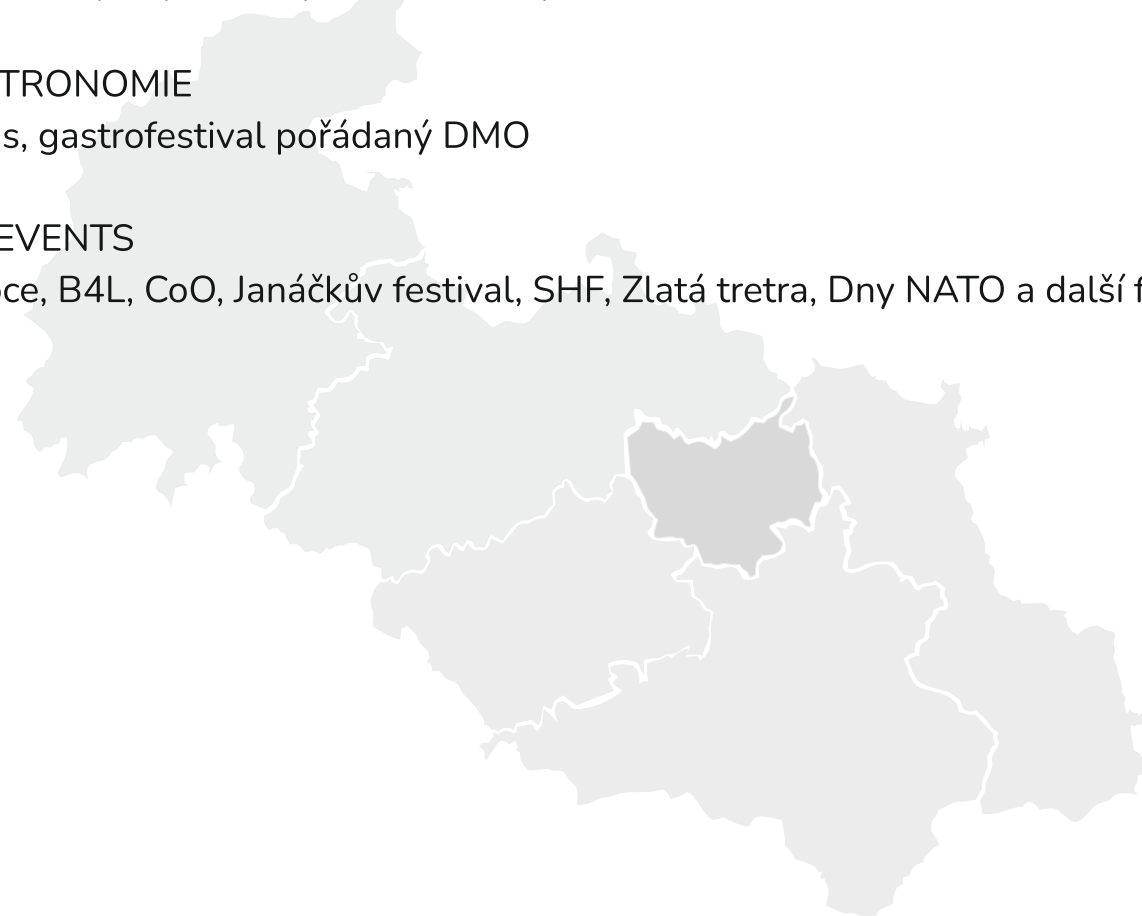 TRONOMIE
s, gastrofestival pořádaný DMO
EVENTS
ce, B4L, CoO, Janáčkův festival, SHF, Zlatá tretra, Dny NATO a další f